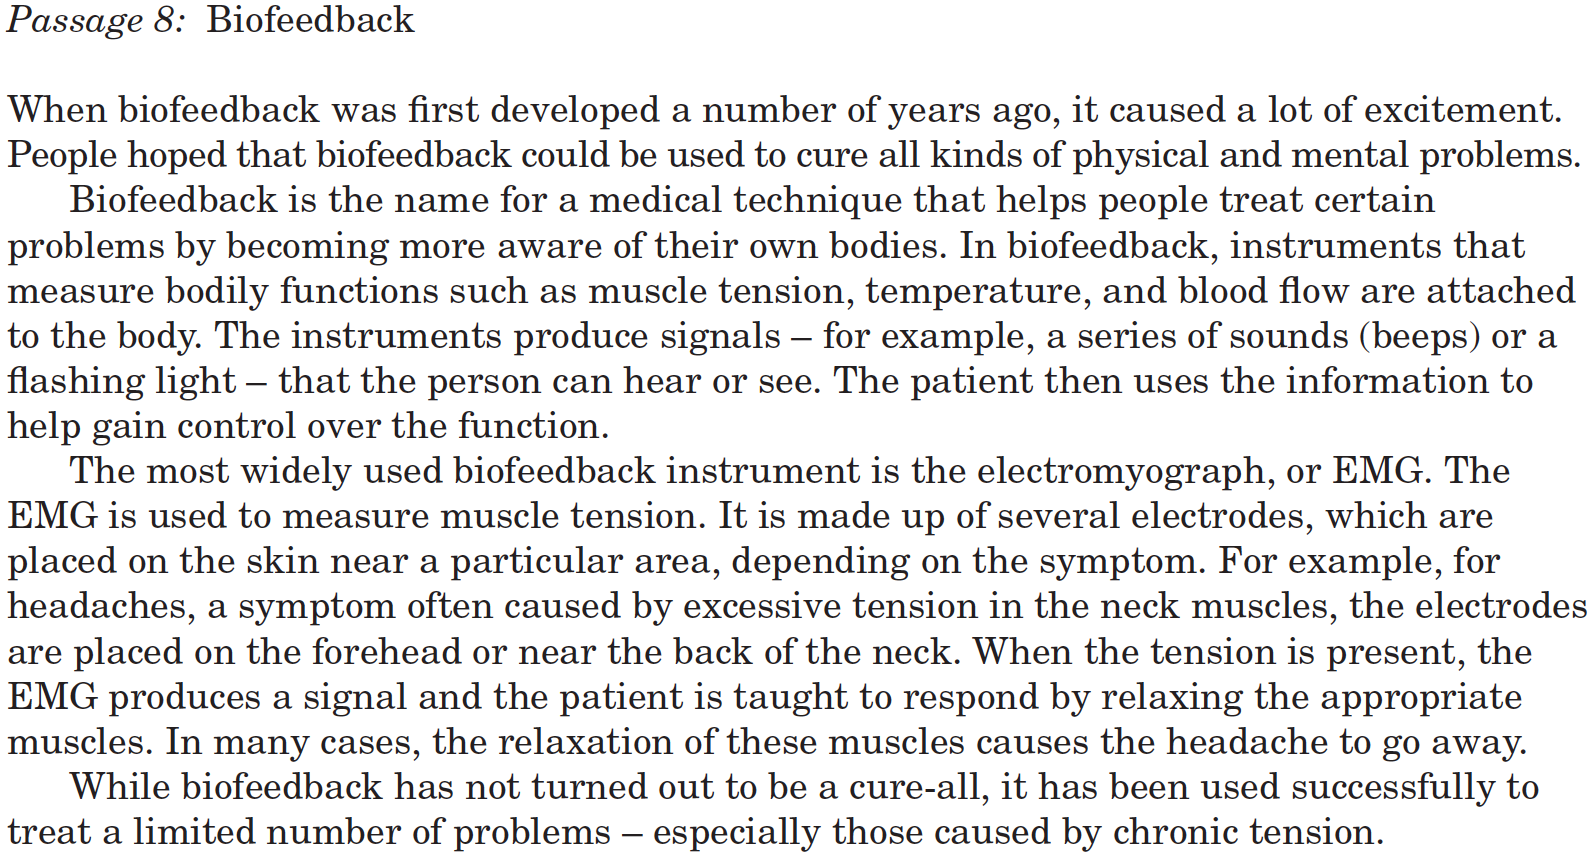 Passage 8: Biofeedback
When biofeedback was first developed a number of years ago, it caused a lot of excitement.
People hoped that biofeedback could be used to cure all kinds of physical and mental problems.
Biofeedback is the name for a medical technique that helps people treat certain
problems by becoming more aware of their own bodies. In biofeedback, instruments that
measure bodily functions such as muscle tension, temperature, and blood flow are attached
to the body. The instruments produce signals – for example, a series of sounds (beeps) or a
flashing light – that the person can hear or see. The patient then uses the information to
help gain control over the function.
The most widely used biofeedback instrument is the electromyograph, or EMG. The
EMG is used to measure muscle tension. It is made up of several electrodes, which are
placed on the skin near a particular area, depending on the symptom. For example, for
headaches, a symptom often caused by excessive tension in the neck muscles, the electrodes
are placed on the forehead or near the back of the neck. When the tension is present, the
EMG produces a signal and the patient is taught to respond by relaxing the appropriate
muscles. In many cases, the relaxation of these muscles causes the headache to go away.
While biofeedback has not turned out to be a cure-all, it has been used successfully to
treat a limited number of problems – especially those caused by chronic tension.